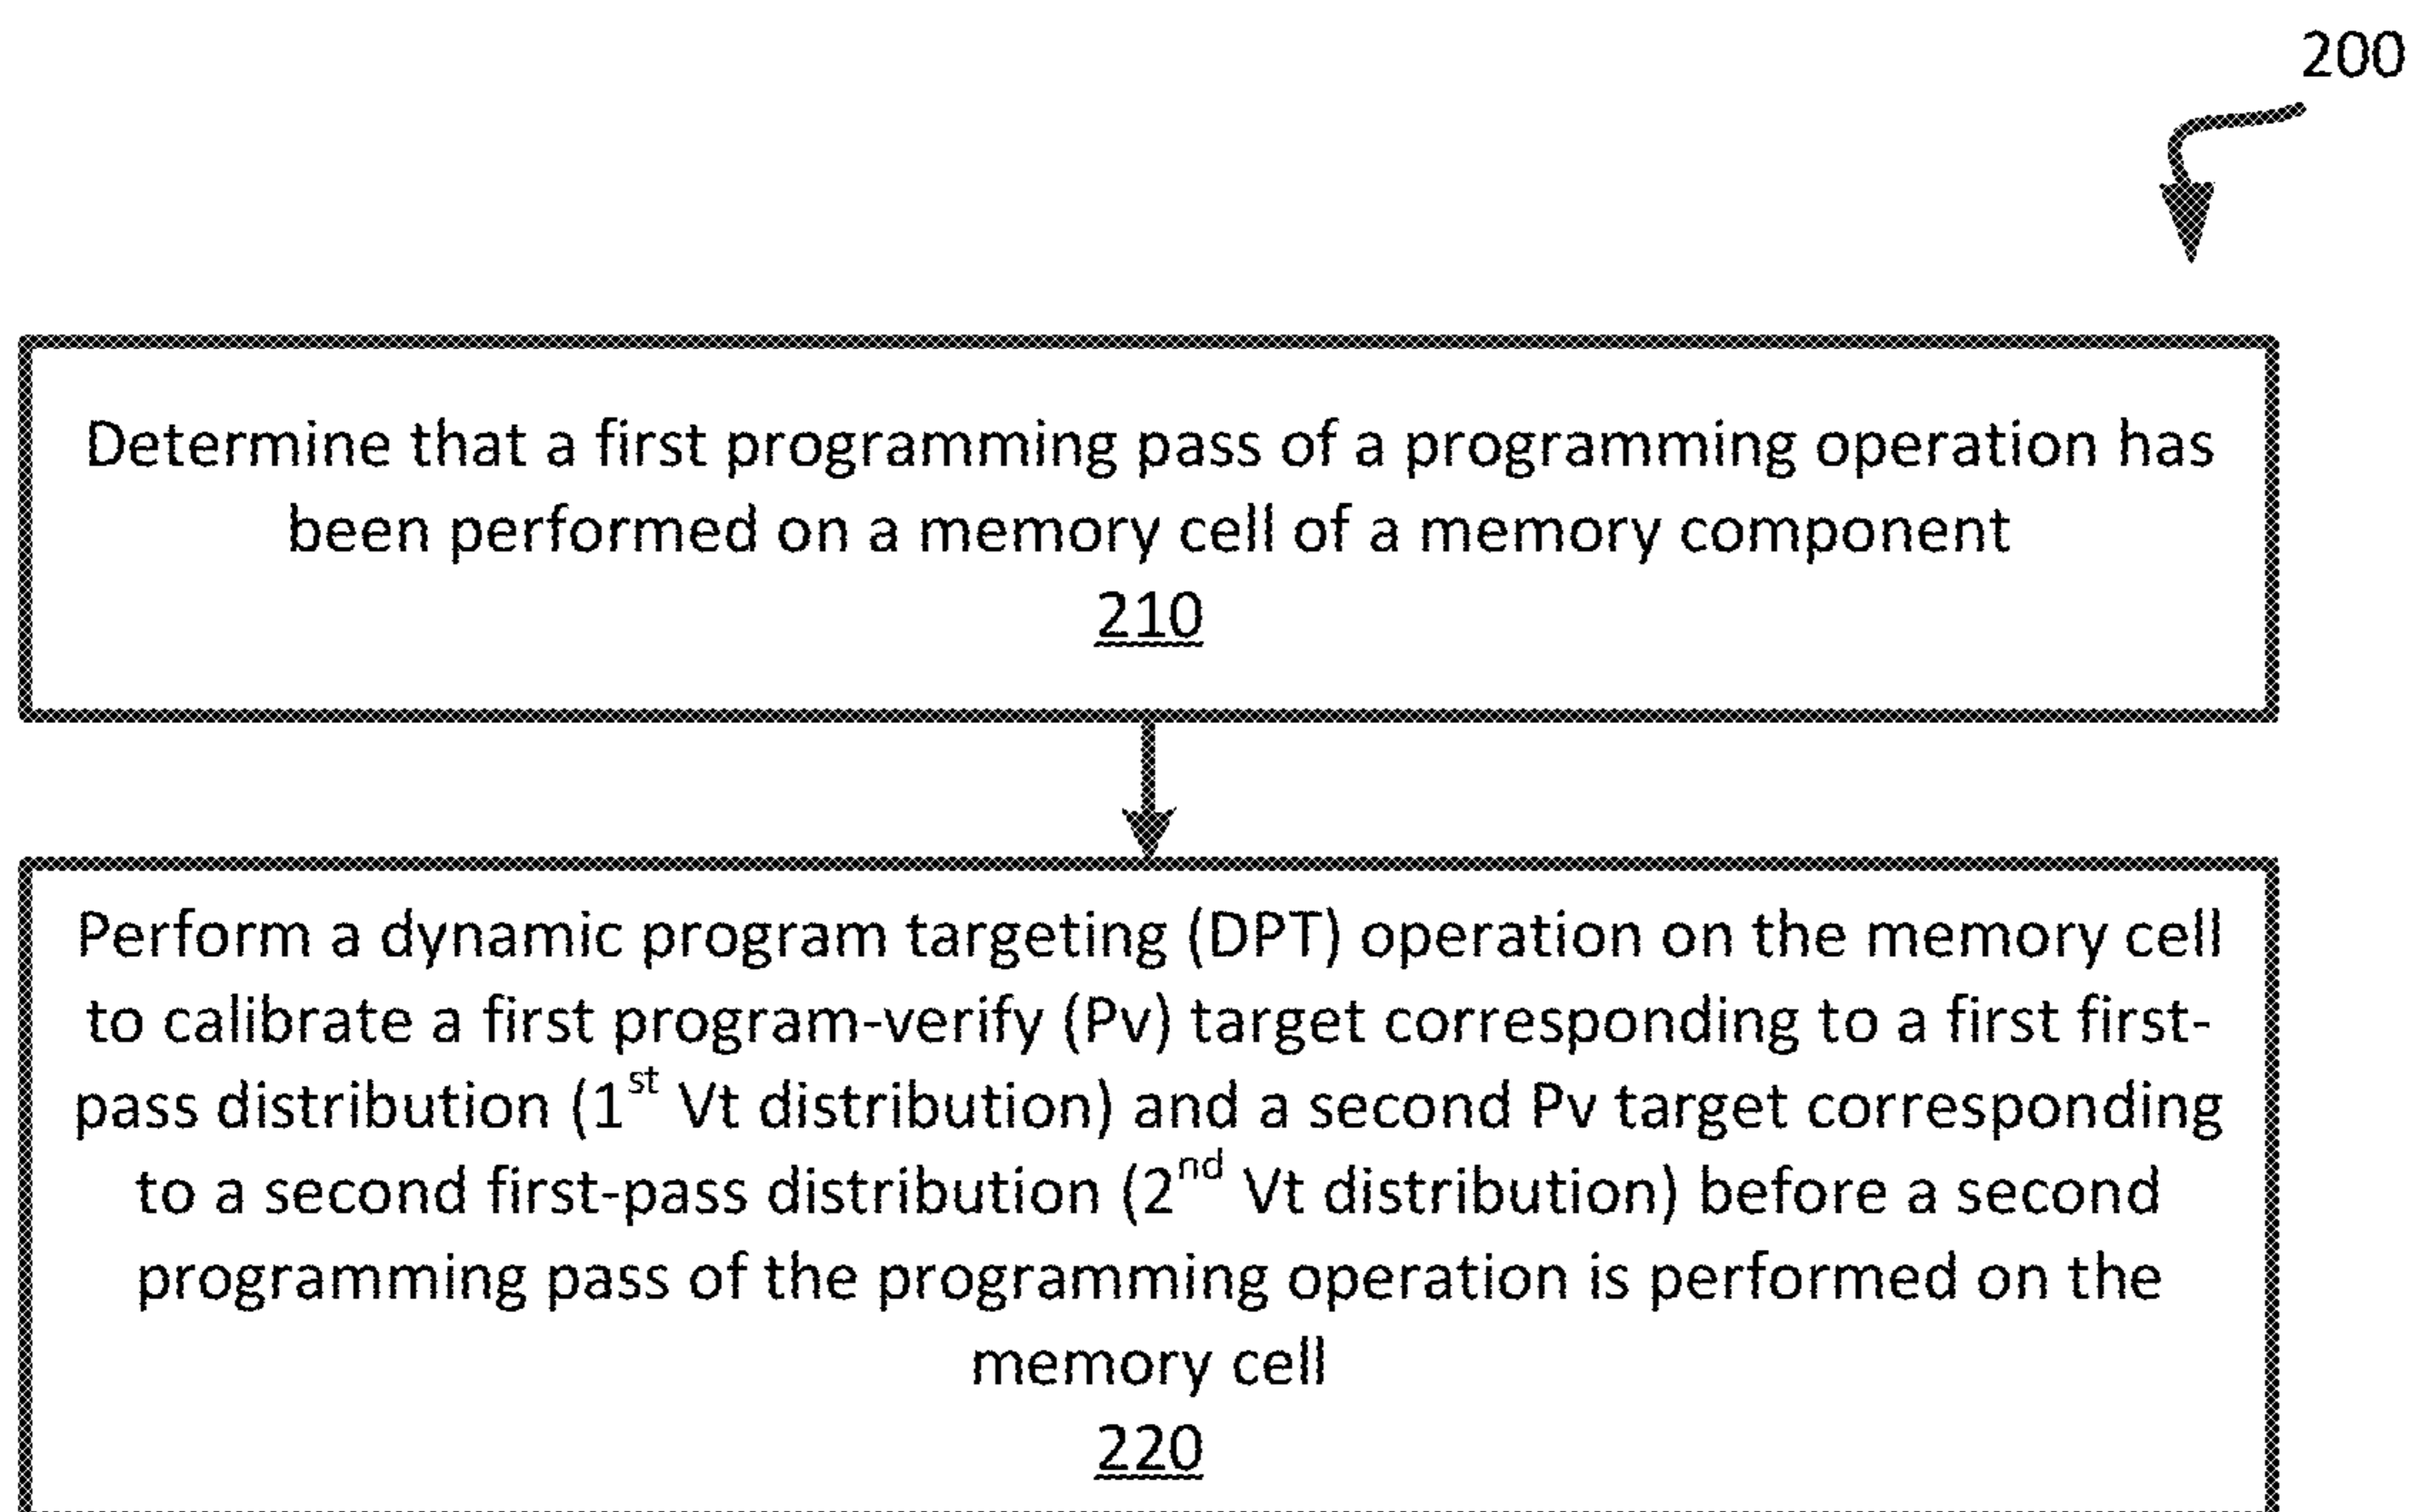 200
Determine that a first programming pass of a programming operation has
been performed on a memory cell of a memory component
210
Perform a dynamic program targeting (DPT) operation on the memory cell
to calibrate a first program-verify (Pv) target corresponding to a first first-
pass distribution (1st Vt distribution) and a second Pv target corresponding
to a second first-pass distribution (2nd Vt distribution) before a second
programming pass of the programming operation is performed on the
memory cell
220